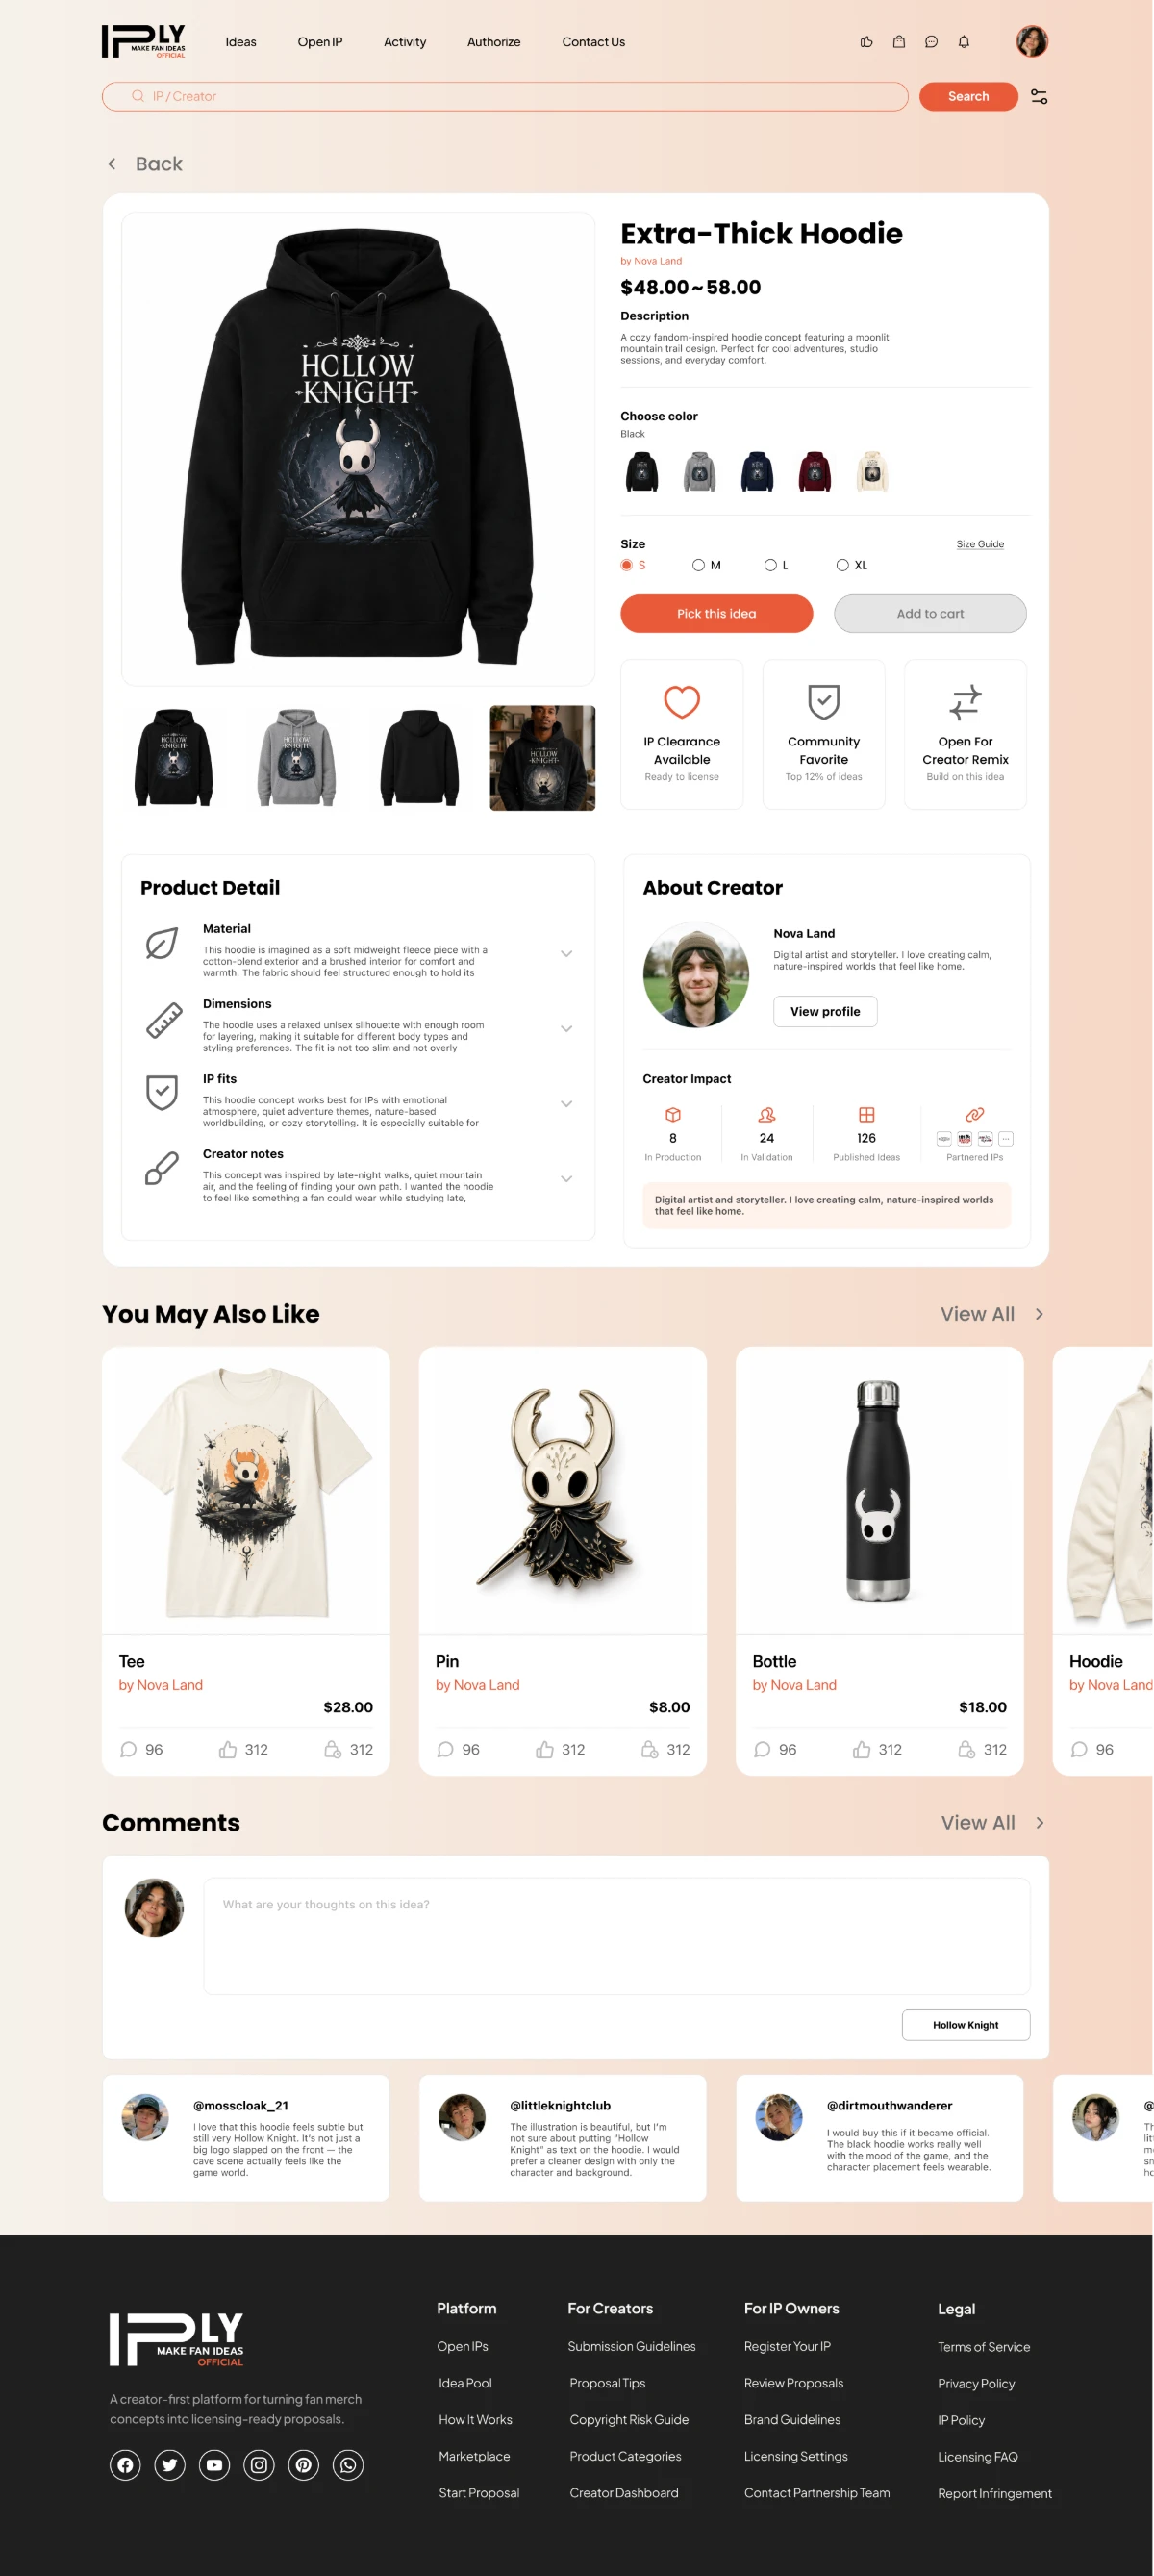 IPLY
MAKE FAN IDEAS
OFFICIAL
Ideas
Open IP
Activity
Authorize
Contact Us
IP / Creator
Search
Back
HOLLOW
KNIGHT
Extra-Thick Hoodie
by Nova Land
$48.00~58.00
Description
A cozy fandom-inspired hoodie concept featuring a moonlit
mountain trail design. Perfect for cool adventures, studio
sessions, and everyday comfort.
Choose color
Black
Size
Size Guide
S
M
L
XL
Pick this idea
Add to cart
HOLLOW
KNIGHT
HOLLOW
KNIGHT
HOLLOW
KNIGHT
IP Clearance
Available
Ready to license
Community
Favorite
Top 12% of ideas
Open For
Creator Remix
Build on this idea
Product Detail
Material
This hoodie is imagined as a soft midweight fleece piece with a
cotton-blend exterior and a brushed interior for comfort and
warmth. The fabric should feel structured enough to hold its
Dimensions
The hoodie uses a relaxed unisex silhouette with enough room
for layering, making it suitable for different body types and
styling preferences. The fit is not too slim and not overly
IP fits
This hoodie concept works best for IPs with emotional
atmosphere, quiet adventure themes, nature-based
worldbuilding, or cozy storytelling. It is especially suitable for
Creator notes
This concept was inspired by late-night walks, quiet mountain
air, and the feeling of finding your own path. I wanted the hoodie
to feel like something a fan could wear while studying late,
About Creator
Nova Land
Digital artist and storyteller. I love creating calm,
nature-inspired worlds that feel like home.
View profile
Creator Impact
8
In Production
24
In Validation
126
Published Ideas
Partnered IPs
Digital artist and storyteller. I love creating calm, nature-inspired worlds
that feel like home.
You May Also Like
View All
Tee
by Nova Land
$28.00
96
312
312
Pin
by Nova Land
$8.00
96
312
312
Bottle
by Nova Land
$18.00
96
312
312
Hoodie
by Nova Land
96
Comments
View All
What are your thoughts on this idea?
Hollow Knight
@mosscloak_21
I love that this hoodie feels subtle but
still very Hollow Knight. It's not just a
big logo slapped on the front — the
cave scene actually feels like the
game world.
@littleknightclub
The illustration is beautiful, but I'm
not sure about putting "Hollow
Knight" as text on the hoodie. I would
prefer a cleaner design with only the
character and background.
@dirtmouthwanderer
I would buy this if it became official.
The black hoodie works really well
with the mood of the game, and the
character placement feels wearable.
@
IPLY
MAKE FAN IDEAS
OFFICIAL
A creator-first platform for turning fan merch
concepts into licensing-ready proposals.
Platform
Open IPs
Idea Pool
How It Works
Marketplace
Start Proposal
For Creators
Submission Guidelines
Proposal Tips
Copyright Risk Guide
Product Categories
Creator Dashboard
For IP Owners
Register Your IP
Review Proposals
Brand Guidelines
Licensing Settings
Contact Partnership Team
Legal
Terms of Service
Privacy Policy
IP Policy
Licensing FAQ
Report Infringement